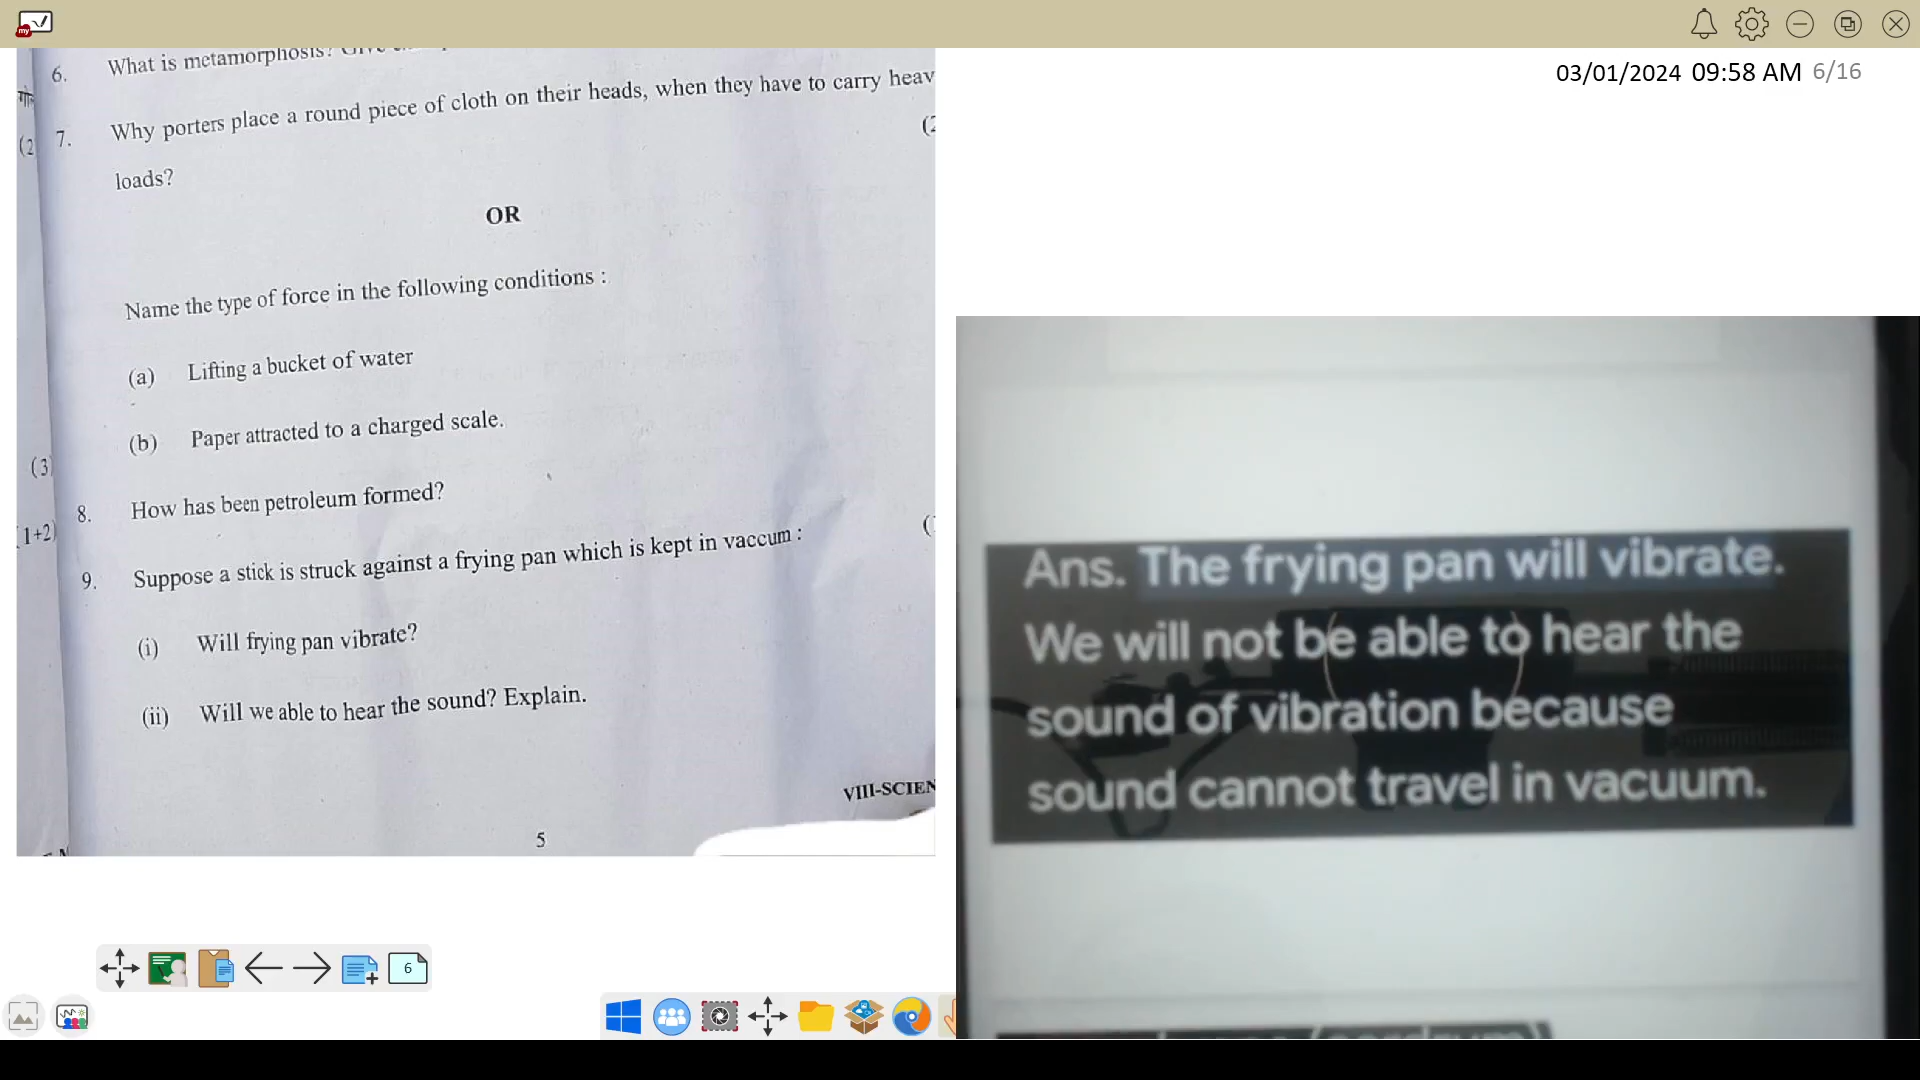 03/01/2024 09:58 AM 6/16
6. What is metamorphosis?
7. Why porters place a round piece of cloth on their heads, when they have to carry heav
(2
loads?
OR
Name the type of force in the following conditions :
(a) Lifting a bucket of water
(b) Paper attracted to a charged scale.
(3)
8. How has been petroleum formed?
(1+2)
9. Suppose a stick is struck against a frying pan which is kept in vaccum :
(i) Will frying pan vibrate?
(ii) Will we able to hear the sound? Explain.
VIII-SCIEN
5
Ans. The frying pan will vibrate.
We will not be able to hear the
sound of vibration because
sound cannot travel in vacuum.
6